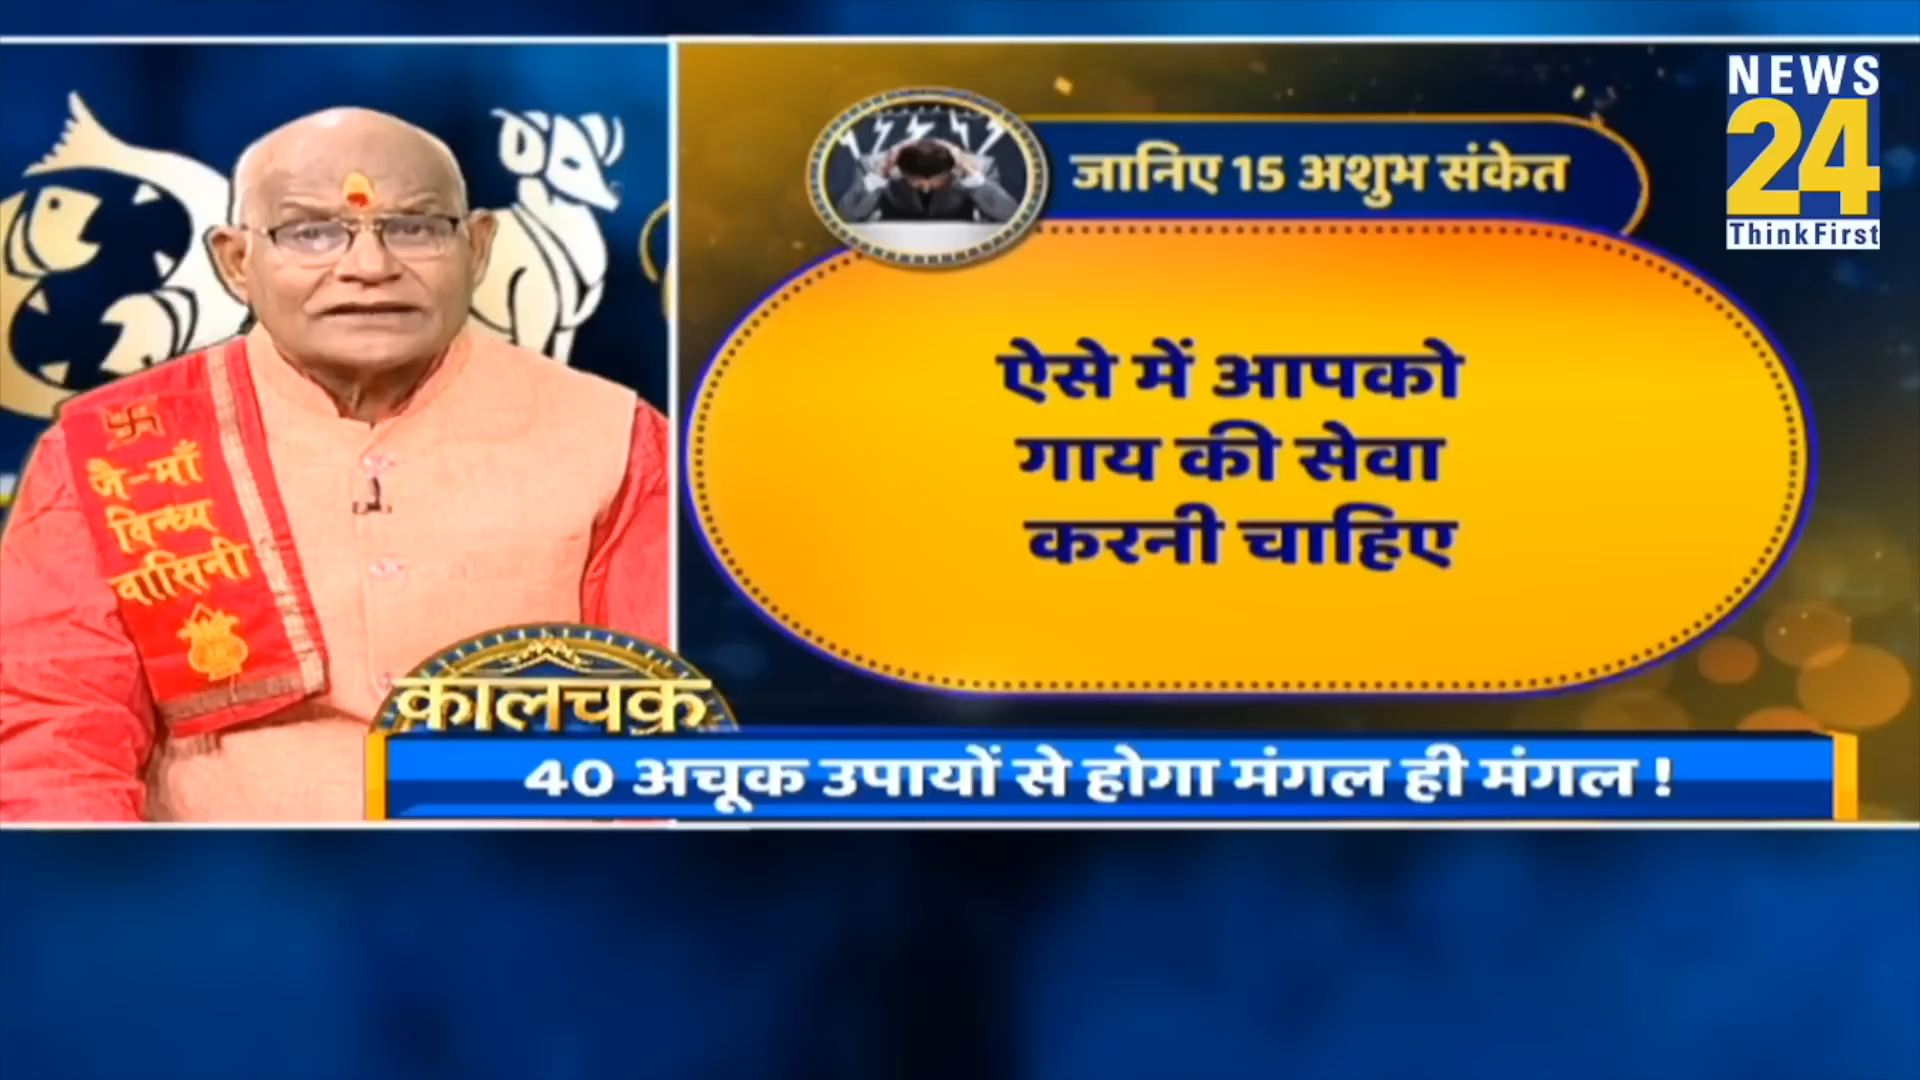 NEWS
24
ThinkFirst
जानिए 15 अशुभ संकेत
ऐसे में आपको
गाय की सेवा
करनी चाहिए
जै-माँ
विन्ध्य
वासिनी
कालचक्र
40 अचूक उपायों से होगा मंगल ही मंगल !